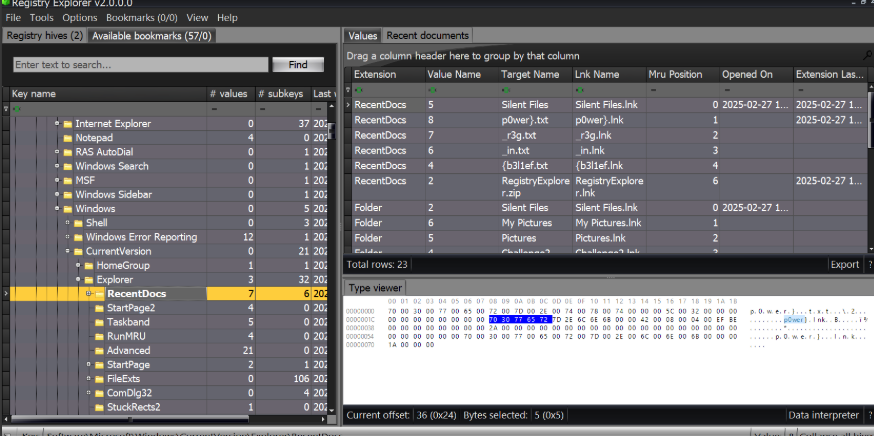 Registry Explorer v2.0.0.0
File Tools Options Bookmarks (0/0) View Help
Registry hives (2) Available bookmarks (57/0)
Enter text to search... Find
Key name # values # subkeys Last
Internet Explorer 0 37 202
Notepad 4 0 202
RAS AutoDial 0 1 202
Windows Search 0 1 202
MSF 0 1 202
Windows Sidebar 0 1 202
Windows 0 5 202
Shell 0 3 202
Windows Error Reporting 12 1 202
CurrentVersion 0 21 202
HomeGroup 1 1 202
Explorer 3 32 202
RecentDocs 7 6 202
StartPage2 4 0 202
Taskband 5 0 202
RunMRU 4 0 202
Advanced 21 0 202
StartPage 2 1 202
FileExts 0 106 202
ComDlg32 0 4 202
StuckRects2 1 0 202
Values Recent documents
Drag a column header here to group by that column
Extension Value Name Target Name Lnk Name Mru Position Opened On Extension Las...
RecentDocs 5 Silent Files Silent Files.lnk 0 2025-02-27 1... 2025-02-27 1...
RecentDocs 8 p0wer}.txt p0wer}.lnk 1 2025-02-27 1...
RecentDocs 7 _r3g.txt _r3g.lnk 2
RecentDocs 6 _in.txt _in.lnk 3
RecentDocs 4 {b3l1ef.txt {b3l1ef.lnk 4
RecentDocs 2 RegistryExplorer.zip RegistryExplorer.lnk 6 2025-02-27 1...
Folder 2 Silent Files Silent Files.lnk 0 2025-02-27 1...
Folder 6 My Pictures My Pictures.lnk 1
Folder 5 Pictures Pictures.lnk 2
Folder 4 Challenge2
Total rows: 23 Export ?
Type viewer
00 01 02 03 04 05 06 07 08 09 0A 0B 0C 0D 0E 0F 10 11 12 13 14 15 16 17 18 19 1A 1B
00000000 70 00 30 00 77 00 65 00 72 00 7D 00 2E 00 74 00 78 00 74 00 00 00 5C 00 32 00 00 00 p.0.w.e.r.}...t.x.t...\.2...
0000001C 00 00 00 00 00 00 00 00 70 30 77 65 72 7D 2E 6C 6E 6B 00 00 42 00 08 00 04 00 EF BE ........p0wer}.lnk..B.....ï¾
00000038 00 00 00 00 00 00 00 00 2A 00 00 00 00 00 00 00 00 00 00 00 00 00 00 00 00 00 00 00 ........*...................
00000054 00 00 00 00 00 00 70 00 30 00 77 00 65 00 72 00 7D 00 2E 00 6C 00 6E 00 6B 00 00 00 ......p.0.w.e.r.}...l.n.k...
00000070 1A 00 00 00 ....
Current offset: 36 (0x24) Bytes selected: 5 (0x5) Data interpreter ?